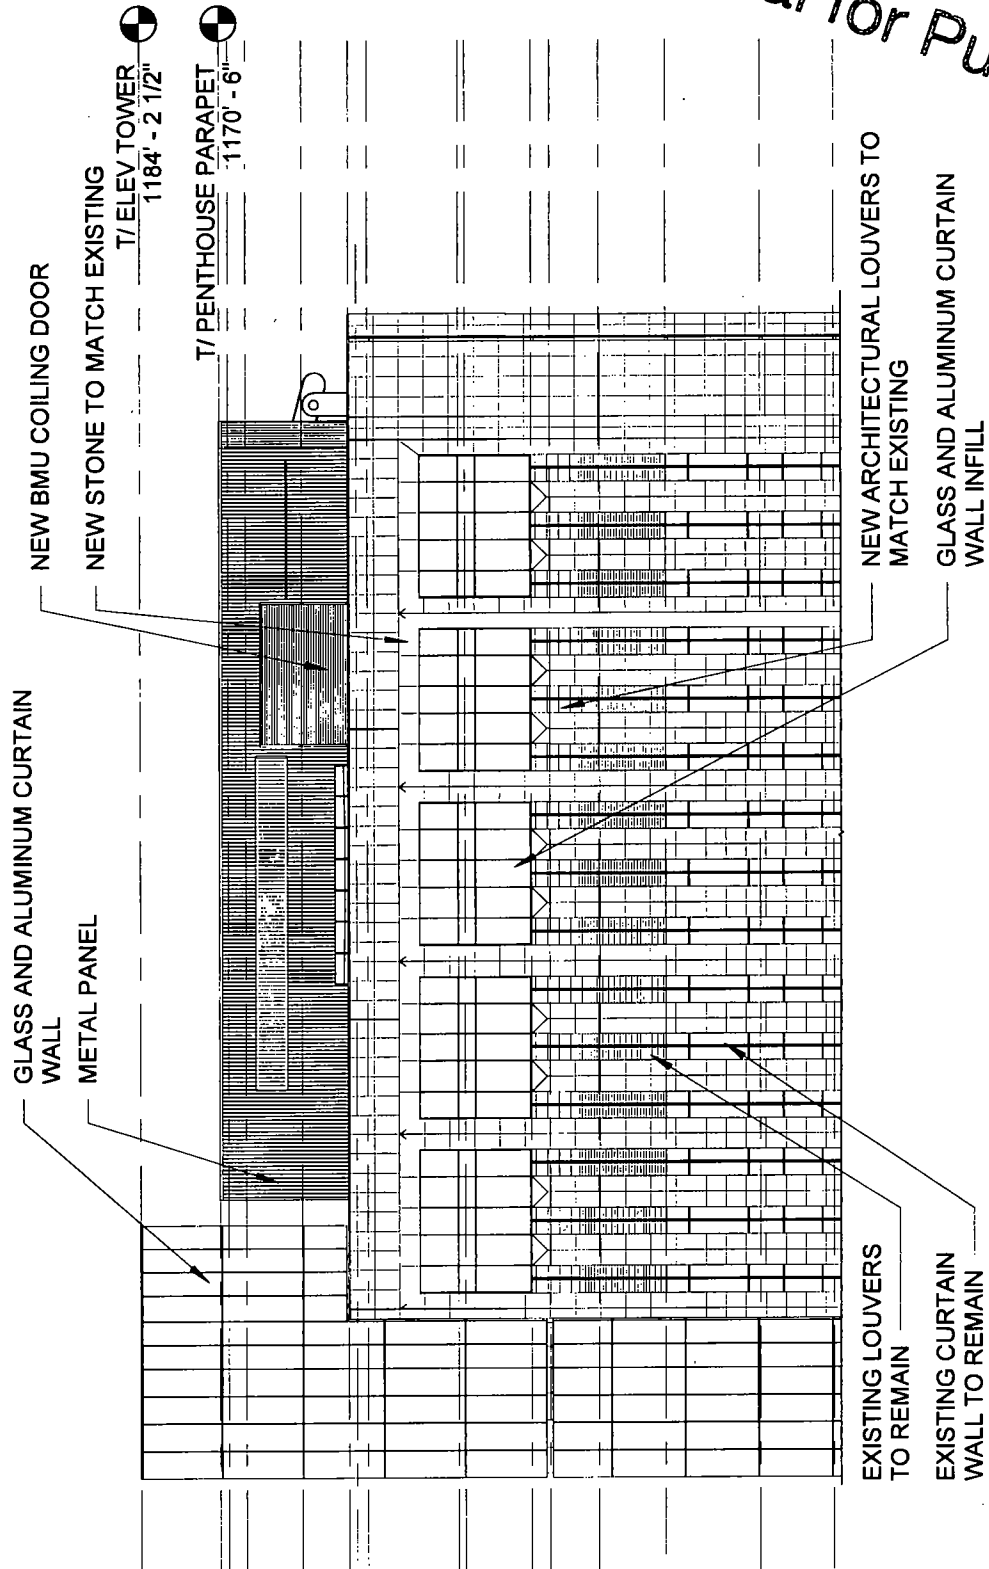 GLASS AND ALUMINUM CURTAIN
WALL
METAL PANEL
NEW BMU COILING DOOR
NEW STONE TO MATCH EXISTING
T/ ELEV TOWER
1184' - 2 1/2"
T/ PENTHOUSE PARAPET
1170' - 6"
for Pu
EXISTING LOUVERS
TO REMAIN
EXISTING CURTAIN
WALL TO REMAIN
NEW ARCHITECTURAL LOUVERS TO
MATCH EXISTING
GLASS AND ALUMINUM CURTAIN
WALL INFILL